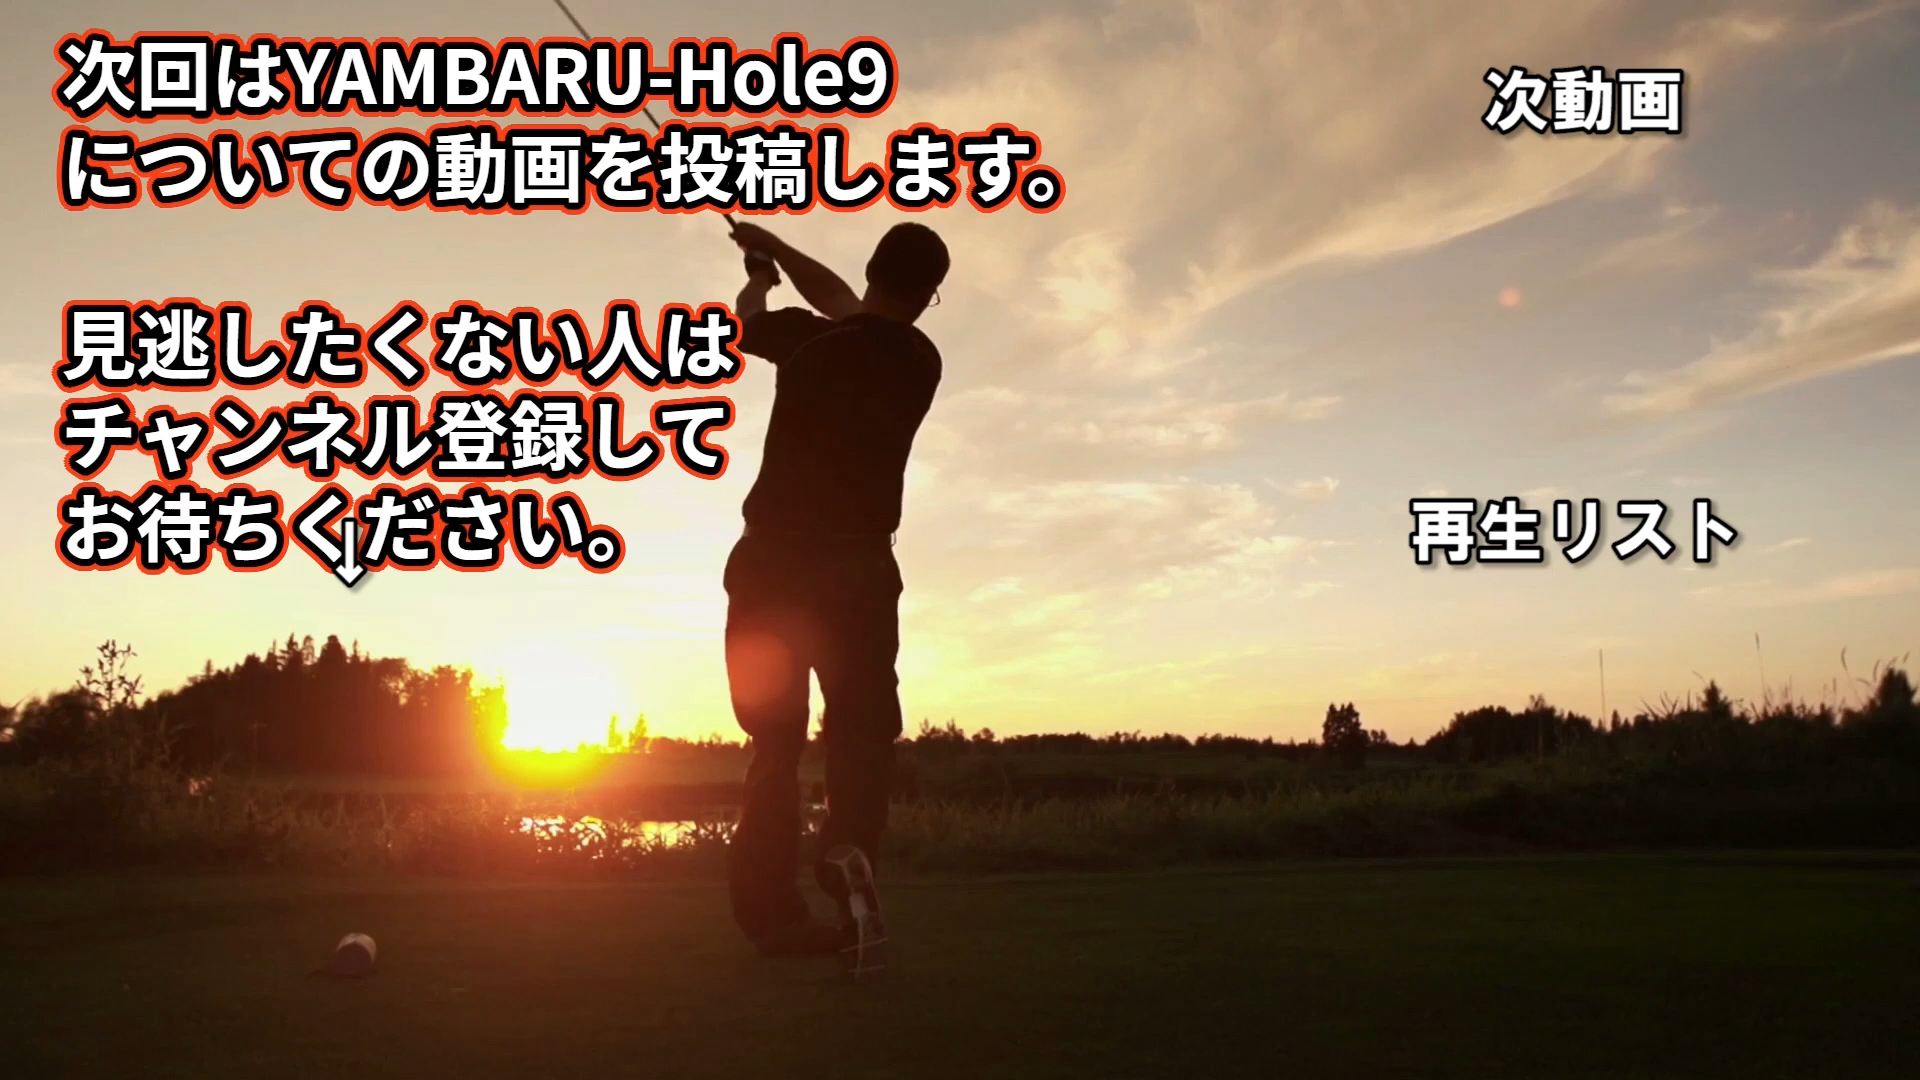 次回はYAMBARU-Hole9
についての動画を投稿します。
見逃したくない人は
チャンネル登録して
お待ちください。
↓
次動画
再生リスト